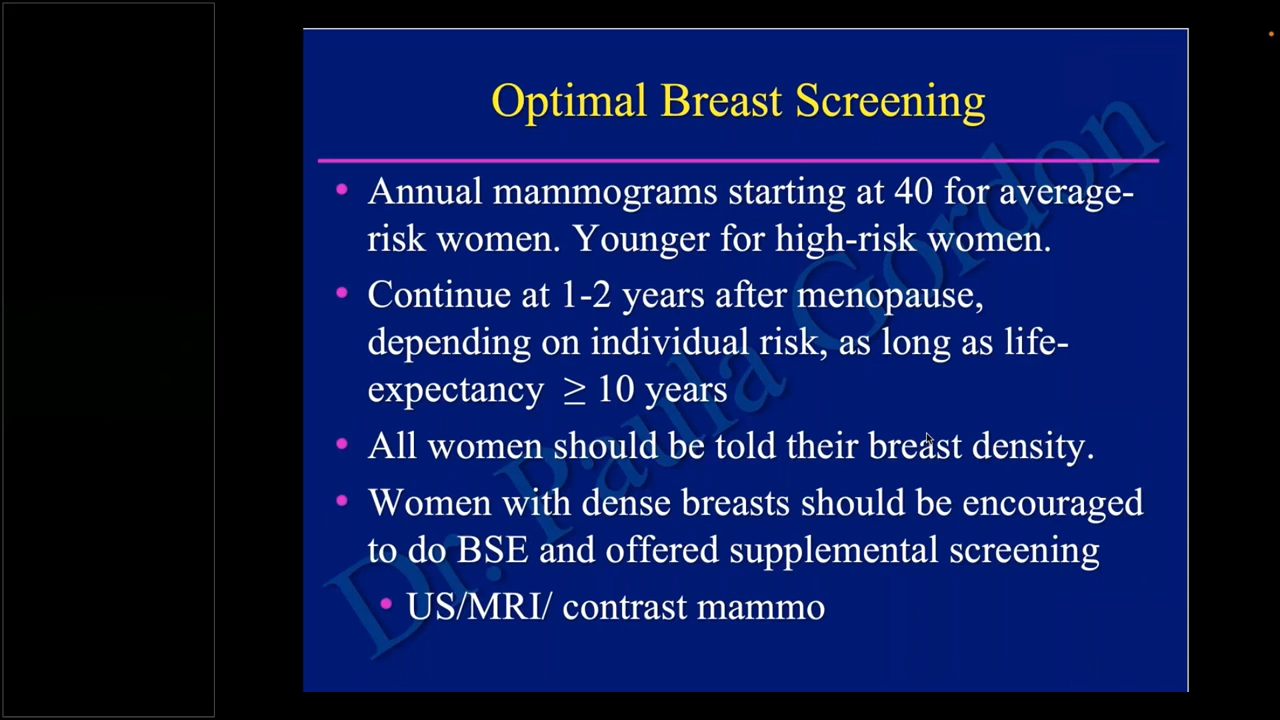 Optimal Breast Screening
• Annual mammograms starting at 40 for average-
risk women. Younger for high-risk women.
• Continue at 1-2 years after menopause,
depending on individual risk, as long as life-
expectancy ≥ 10 years
• All women should be told their breast density.
• Women with dense breasts should be encouraged
to do BSE and offered supplemental screening
• US/MRI/ contrast mammo
Dr. Paula Gordon